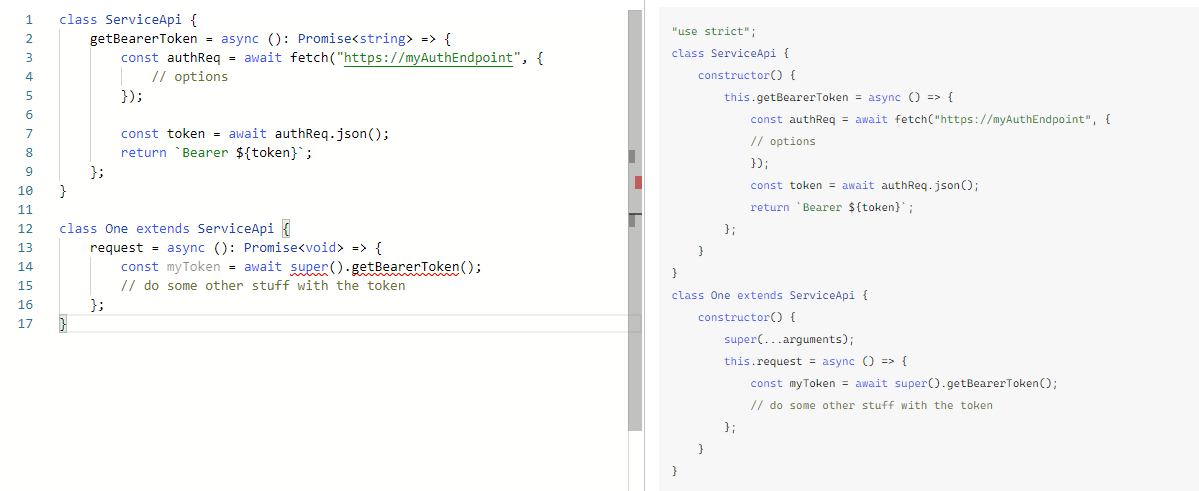 1 class ServiceApi {
2 getBearerToken = async (): Promise<string> => {
3 const authReq = await fetch("https://myAuthEndpoint", {
4 // options
5 });
6
7 const token = await authReq.json();
8 return `Bearer ${token}`;
9 };
10 }
11
12 class One extends ServiceApi {
13 request = async (): Promise<void> => {
14 const myToken = await super().getBearerToken();
15 // do some other stuff with the token
16 };
17 }
"use strict";
class ServiceApi {
constructor() {
this.getBearerToken = async () => {
const authReq = await fetch("https://myAuthEndpoint", {
// options
});
const token = await authReq.json();
return `Bearer ${token}`;
};
}
}
class One extends ServiceApi {
constructor() {
super(...arguments);
this.request = async () => {
const myToken = await super().getBearerToken();
// do some other stuff with the token
};
}
}